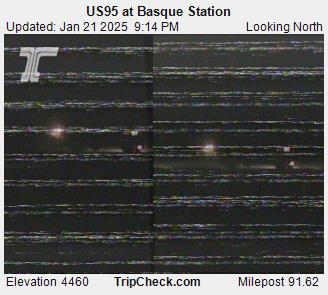 US95 at Basque Station
Updated: Jan 21 2025 9:14 PM Looking North
Elevation 4460 TripCheck.com Milepost 91.62